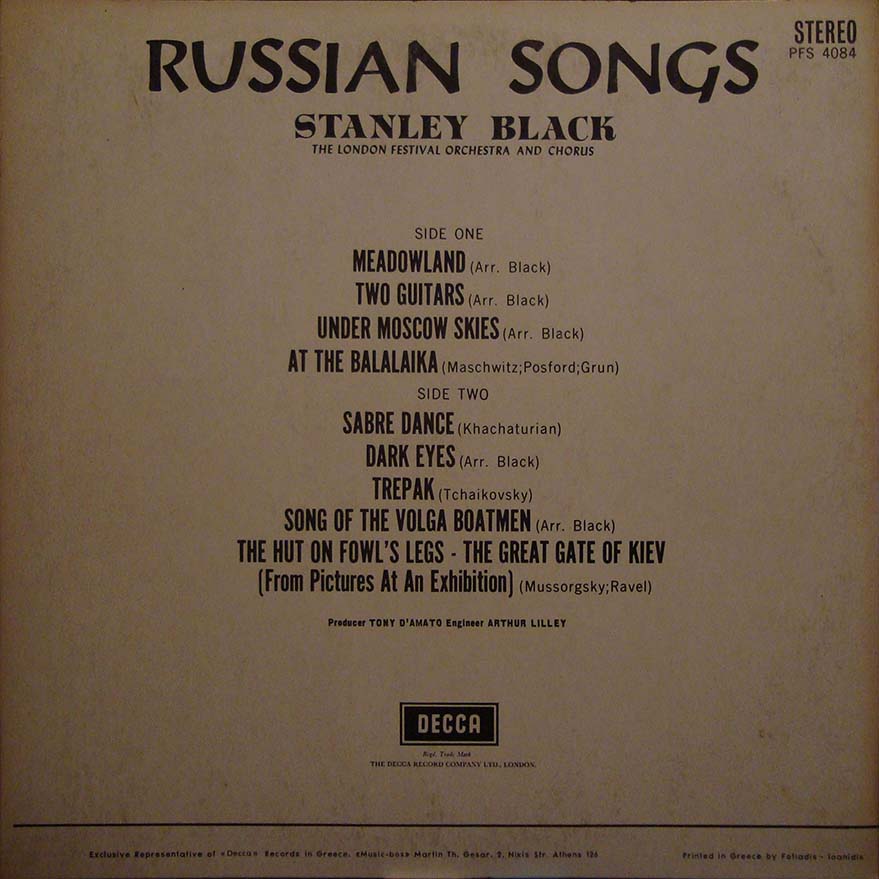 STEREO
PFS 4084
RUSSIAN SONGS
STANLEY BLACK
THE LONDON FESTIVAL ORCHESTRA AND CHORUS
SIDE ONE
MEADOWLAND (Arr. Black)
TWO GUITARS (Arr. Black)
UNDER MOSCOW SKIES (Arr. Black)
AT THE BALALAIKA (Maschwitz;Posford;Grun)
SIDE TWO
SABRE DANCE (Khachaturian)
DARK EYES (Arr. Black)
TREPAK (Tchaikovsky)
SONG OF THE VOLGA BOATMEN (Arr. Black)
THE HUT ON FOWL'S LEGS - THE GREAT GATE OF KIEV
(From Pictures At An Exhibition) (Mussorgsky;Ravel)
Producer TONY D'AMATO Engineer ARTHUR LILLEY
DECCA
Regd. Trade Mark
THE DECCA RECORD COMPANY LTD., LONDON.
Exclusive Representative of «Decca» Records in Greece, «Music-box» Martin Th. Gesar, 2, Nikis Str. Athens 126
Printed in Greece by Fotiadis - Ioanidis